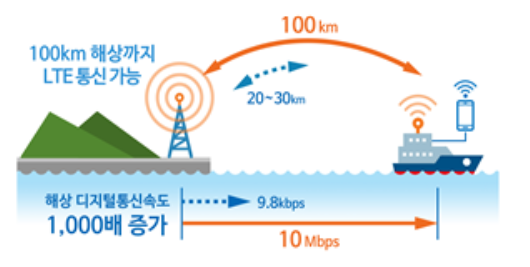 100 km
100km 해상까지
LTE 통신 가능
20~30km
해상 디지털통신속도
1,000배 증가
9.8kbps
10 Mbps